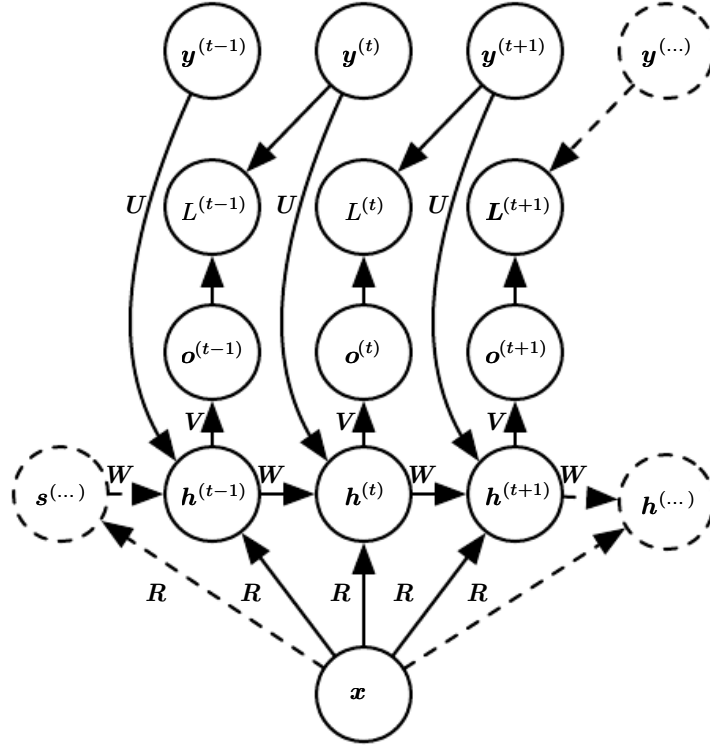 y^(t−1) y^(t) y^(t+1) y^(...)
U L^(t−1) U L^(t) U L^(t+1)
o^(t−1) o^(t) o^(t+1)
V V V
W W W W
s^(...) h^(t−1) h^(t) h^(t+1) h^(...)
R R R R R
x